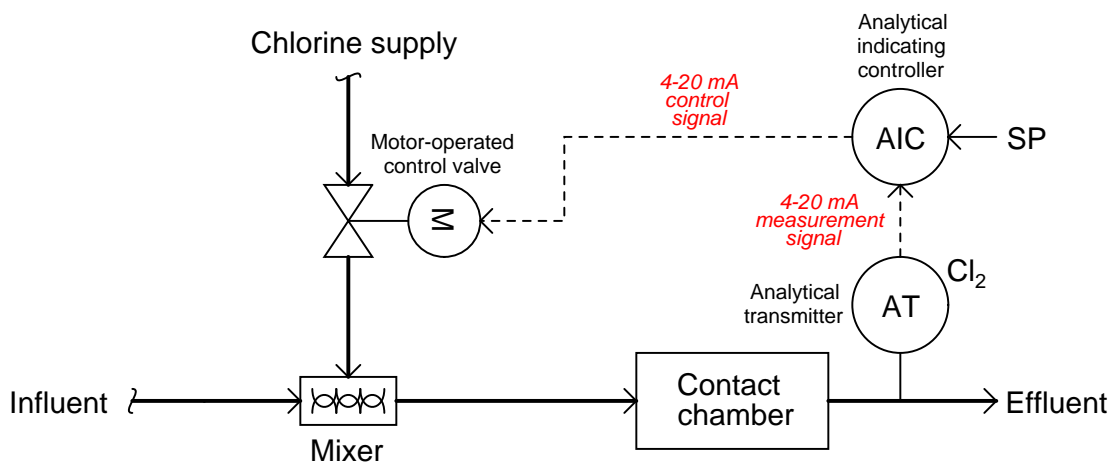 Chlorine supply
Analytical
indicating
controller
4-20 mA
control
signal
AIC
SP
Motor-operated
control valve
M
4-20 mA
measurement
signal
Cl2
Analytical
transmitter
AT
Influent
Mixer
Contact
chamber
Effluent